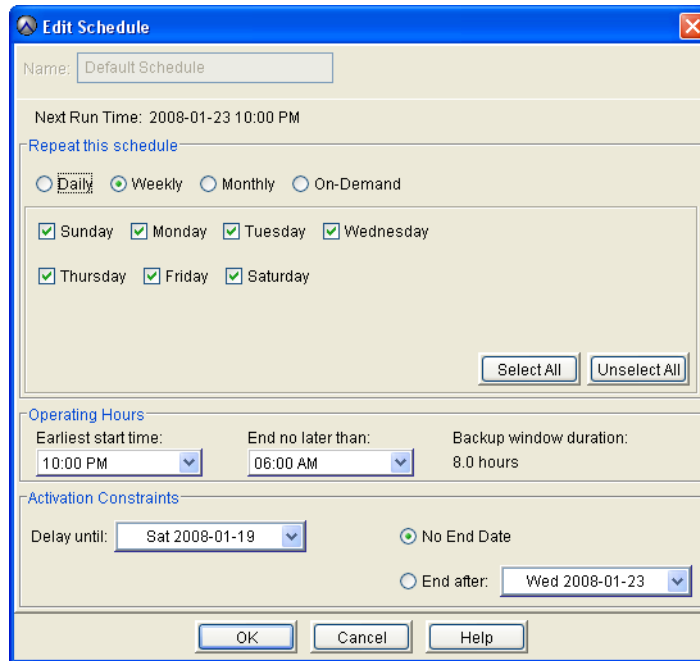 Edit Schedule
Name: Default Schedule
Next Run Time: 2008-01-23 10:00 PM
Repeat this schedule
Daily Weekly Monthly On-Demand
Sunday Monday Tuesday Wednesday
Thursday Friday Saturday
Select All Unselect All
Operating Hours
Earliest start time: End no later than: Backup window duration:
10:00 PM 06:00 AM 8.0 hours
Activation Constraints
Delay until: Sat 2008-01-19 No End Date
End after: Wed 2008-01-23
OK Cancel Help